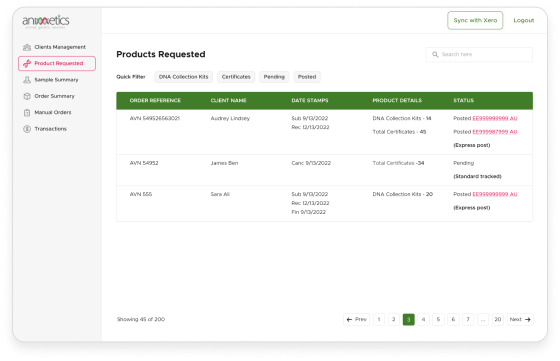 anmetics
Sync with Xero
Logout
Clients Management
Product Requested
Sample Summary
Order Summary
Manual Orders
Transactions
Products Requested
Search here
Quick Filter
DNA Collection Kits
Certificates
Pending
Posted
ORDER REFERENCE CLIENT NAME DATE STAMPS PRODUCT DETAILS STATUS
AVN 549526563021 Audrey Lindsey Sub 9/13/2022 DNA Collection Kits - 14 Posted EE999999999 AU
Rec 12/13/2022
Total Certificates - 45 Posted EE999987999 AU
(Express post)
AVN 54952 James Ben Canc 9/13/2022 Total Certificates -34 Pending
(Standard tracked)
AVN 555 Sara Ali Sub 9/13/2022 DNA Collection Kits - 20 Posted EE999999999 AU
Rec 12/13/2022
(Express post)
Fin 9/13/2022
Showing 45 of 200
Prev 1 2 3 4 5 6 7 ... 20 Next